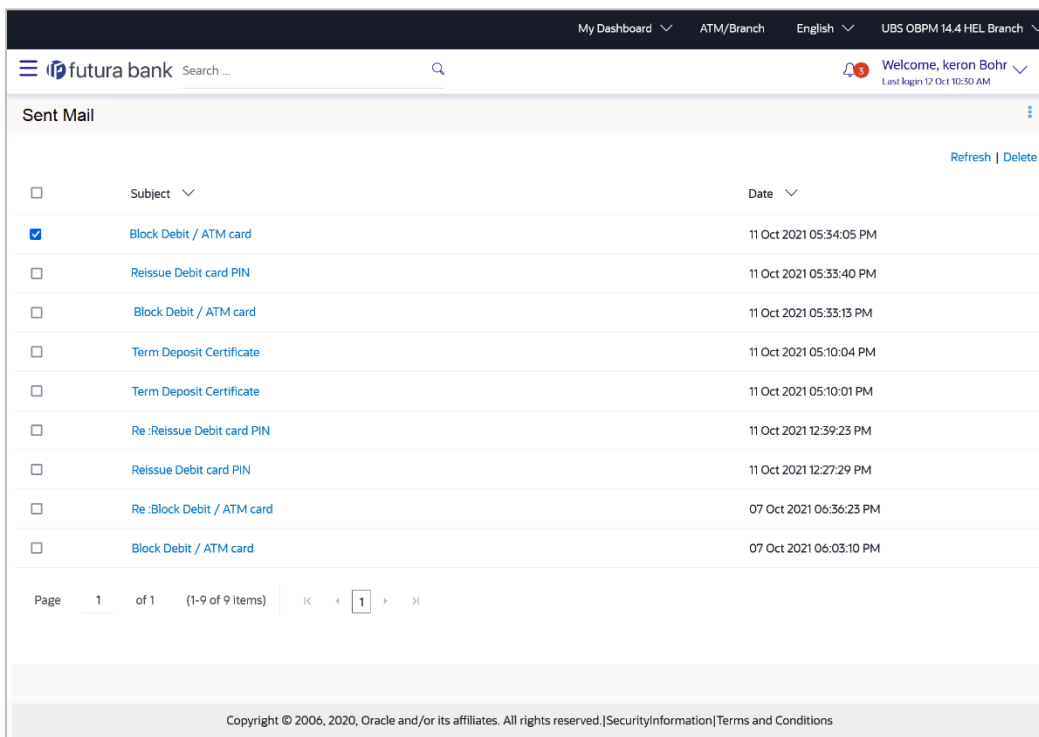 My Dashboard ATM/Branch English UBS OBPM 14.4 HEL Branch
futura bank Search ... 3 Welcome, keron Bohr
Last login 12 Oct 10:30 AM
Sent Mail
Refresh | Delete
Subject Date
Block Debit / ATM card 11 Oct 2021 05:34:05 PM
Reissue Debit card PIN 11 Oct 2021 05:33:40 PM
Block Debit / ATM card 11 Oct 2021 05:33:13 PM
Term Deposit Certificate 11 Oct 2021 05:10:04 PM
Term Deposit Certificate 11 Oct 2021 05:10:01 PM
Re :Reissue Debit card PIN 11 Oct 2021 12:39:23 PM
Reissue Debit card PIN 11 Oct 2021 12:27:29 PM
Re :Block Debit / ATM card 07 Oct 2021 06:36:23 PM
Block Debit / ATM card 07 Oct 2021 06:03:10 PM
Page 1 of 1 (1-9 of 9 items) 1
Copyright © 2006, 2020, Oracle and/or its affiliates. All rights reserved.|SecurityInformation|Terms and Conditions